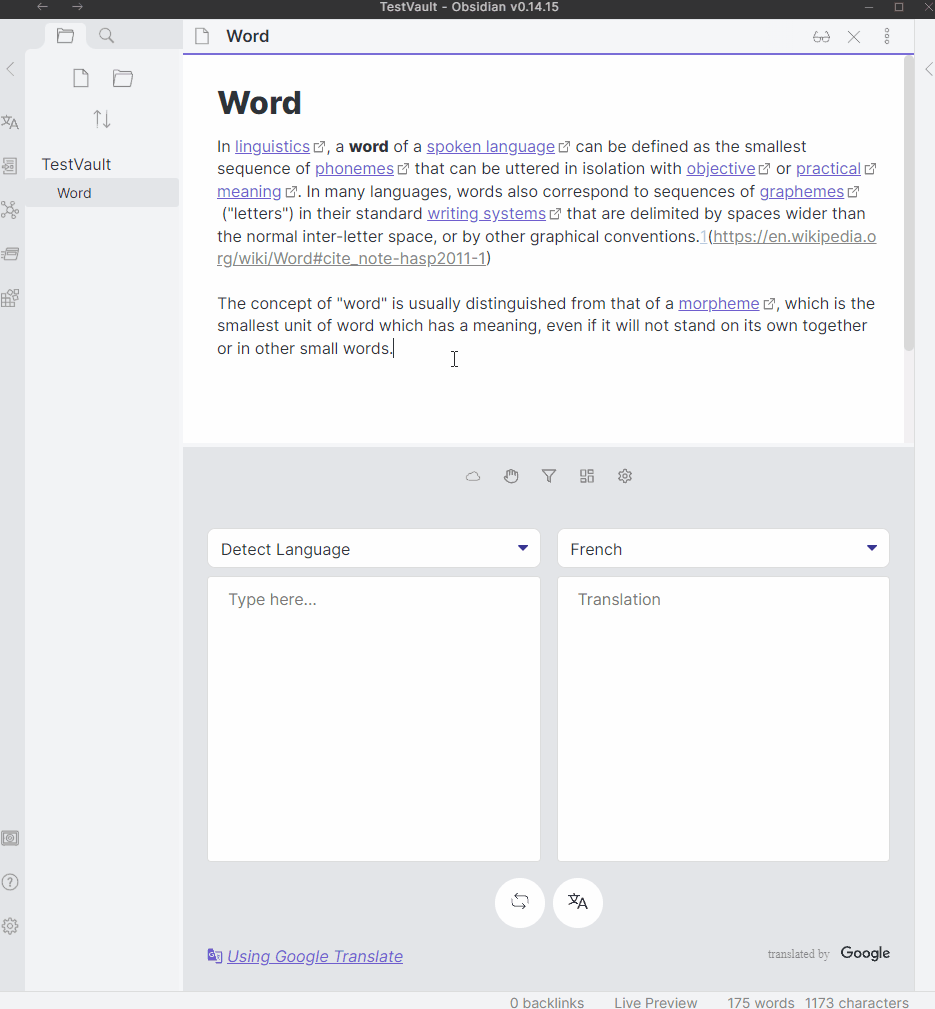 TestVault - Obsidian v0.14.15
Word
TestVault
Word
Word
In linguistics, a word of a spoken language can be defined as the smallest
sequence of phonemes that can be uttered in isolation with objective or practical
meaning. In many languages, words also correspond to sequences of graphemes
("letters") in their standard writing systems that are delimited by spaces wider than
the normal inter-letter space, or by other graphical conventions.1(https://en.wikipedia.o
rg/wiki/Word#cite_note-hasp2011-1)
The concept of "word" is usually distinguished from that of a morpheme, which is the
smallest unit of word which has a meaning, even if it will not stand on its own together
or in other small words.
Detect Language
French
Type here...
Translation
Using Google Translate
translated by Google
0 backlinks Live Preview 175 words 1173 characters